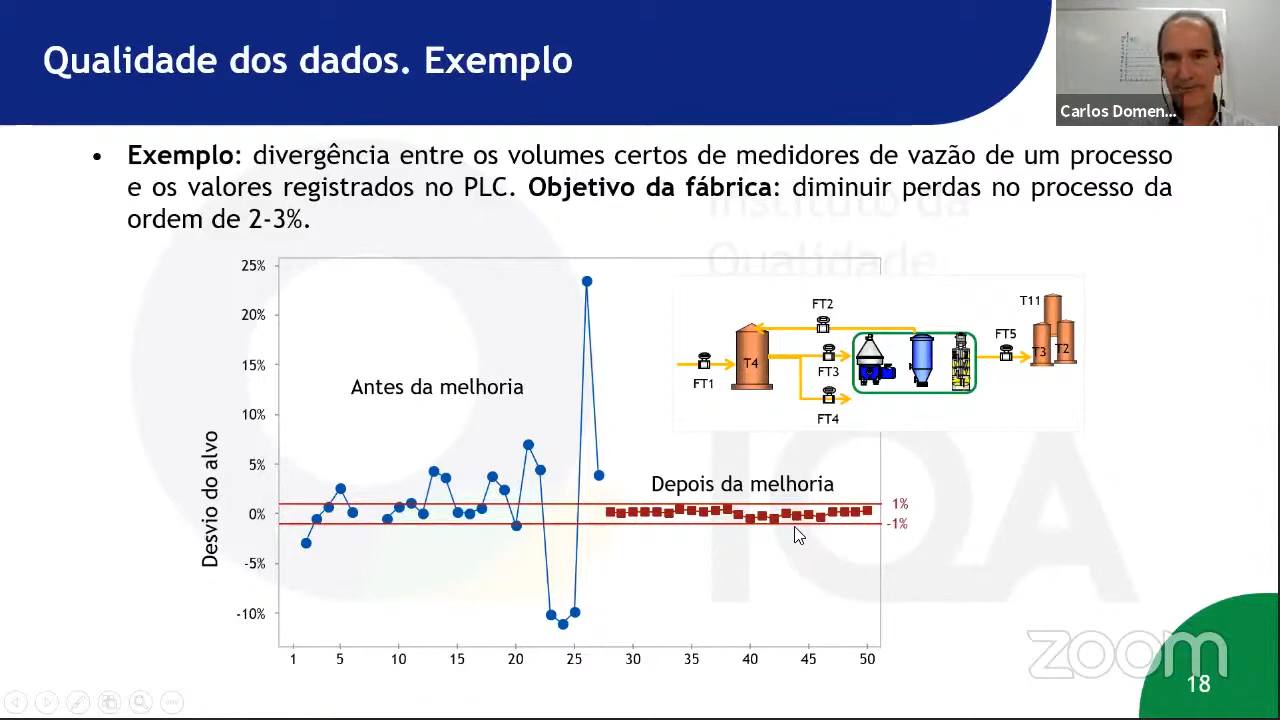 Qualidade dos dados. Exemplo
Carlos Domen...
• Exemplo: divergência entre os volumes certos de medidores de vazão de um processo
e os valores registrados no PLC. Objetivo da fábrica: diminuir perdas no processo da
ordem de 2-3%.
Instituto da
Qualidade
IQA
25%
20%
15%
10%
5%
0%
-5%
-10%
Desvio do alvo
Antes da melhoria
Depois da melhoria
1%
-1%
FT2
T11
FT5
T4
T3
T2
FT1
FT3
FT4
1
5
10
15
20
25
30
35
40
45
50
zoom
18